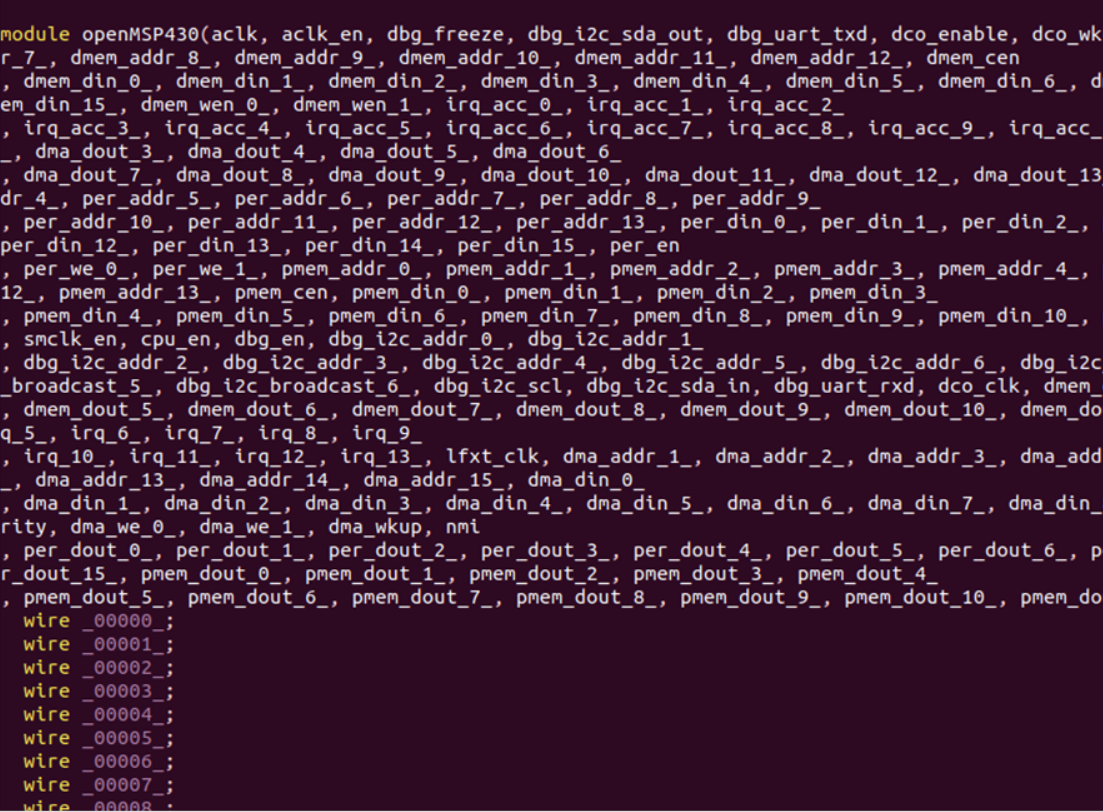 module openMSP430(aclk, aclk_en, dbg_freeze, dbg_i2c_sda_out, dbg_uart_txd, dco_enable, dco_wk
r_7_, dmem_addr_8_, dmem_addr_9_, dmem_addr_10_, dmem_addr_11_, dmem_addr_12_, dmem_cen
, dmem_din_0_, dmem_din_1_, dmem_din_2_, dmem_din_3_, dmem_din_4_, dmem_din_5_, dmem_din_6_, d
em_din_15_, dmem_wen_0_, dmem_wen_1_, irq_acc_0_, irq_acc_1_, irq_acc_2_
, irq_acc_3_, irq_acc_4_, irq_acc_5_, irq_acc_6_, irq_acc_7_, irq_acc_8_, irq_acc_9_, irq_acc_
_, dma_dout_3_, dma_dout_4_, dma_dout_5_, dma_dout_6_
, dma_dout_7_, dma_dout_8_, dma_dout_9_, dma_dout_10_, dma_dout_11_, dma_dout_12_, dma_dout_13_
dr_4_, per_addr_5_, per_addr_6_, per_addr_7_, per_addr_8_, per_addr_9_
, per_addr_10_, per_addr_11_, per_addr_12_, per_addr_13_, per_din_0_, per_din_1_, per_din_2_,
per_din_12_, per_din_13_, per_din_14_, per_din_15_, per_en
, per_we_0_, per_we_1_, pmem_addr_0_, pmem_addr_1_, pmem_addr_2_, pmem_addr_3_, pmem_addr_4_,
12_, pmem_addr_13_, pmem_cen, pmem_din_0_, pmem_din_1_, pmem_din_2_, pmem_din_3_
, pmem_din_4_, pmem_din_5_, pmem_din_6_, pmem_din_7_, pmem_din_8_, pmem_din_9_, pmem_din_10_,
, smclk_en, cpu_en, dbg_en, dbg_i2c_addr_0_, dbg_i2c_addr_1_
, dbg_i2c_addr_2_, dbg_i2c_addr_3_, dbg_i2c_addr_4_, dbg_i2c_addr_5_, dbg_i2c_addr_6_, dbg_i2c
_broadcast_5_, dbg_i2c_broadcast_6_, dbg_i2c_scl, dbg_i2c_sda_in, dbg_uart_rxd, dco_clk, dmem_
, dmem_dout_5_, dmem_dout_6_, dmem_dout_7_, dmem_dout_8_, dmem_dout_9_, dmem_dout_10_, dmem_do
q_5_, irq_6_, irq_7_, irq_8_, irq_9_
, irq_10_, irq_11_, irq_12_, irq_13_, lfxt_clk, dma_addr_1_, dma_addr_2_, dma_addr_3_, dma_add
_, dma_addr_13_, dma_addr_14_, dma_addr_15_, dma_din_0_
, dma_din_1_, dma_din_2_, dma_din_3_, dma_din_4_, dma_din_5_, dma_din_6_, dma_din_7_, dma_din_
rity, dma_we_0_, dma_we_1_, dma_wkup, nmi
, per_dout_0_, per_dout_1_, per_dout_2_, per_dout_3_, per_dout_4_, per_dout_5_, per_dout_6_, p
r_dout_15_, pmem_dout_0_, pmem_dout_1_, pmem_dout_2_, pmem_dout_3_, pmem_dout_4_
, pmem_dout_5_, pmem_dout_6_, pmem_dout_7_, pmem_dout_8_, pmem_dout_9_, pmem_dout_10_, pmem_do
wire _00000_;
wire _00001_;
wire _00002_;
wire _00003_;
wire _00004_;
wire _00005_;
wire _00006_;
wire _00007_;
wire _00008_;